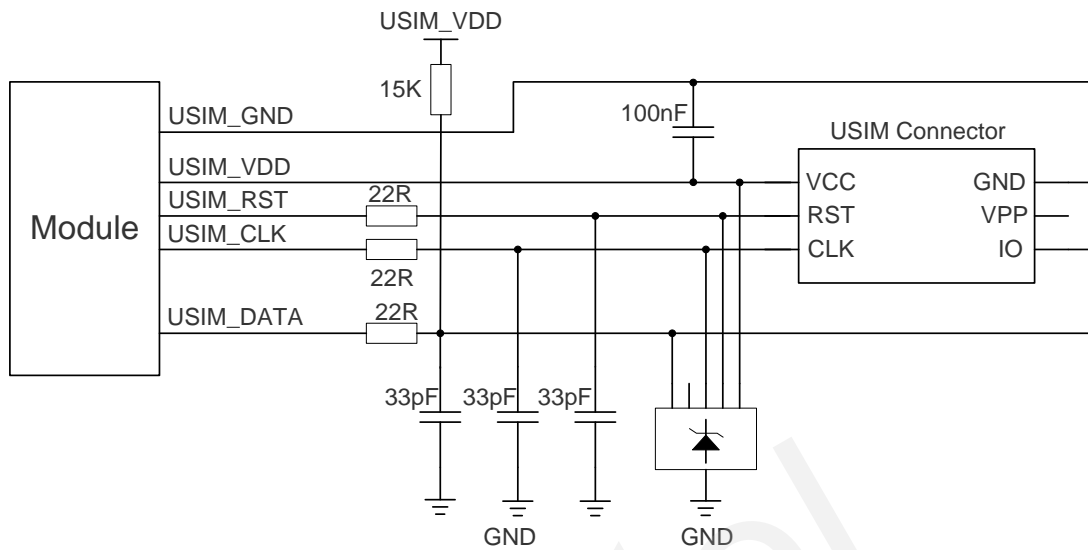 USIM_VDD
15K
USIM_GND
100nF
USIM Connector
USIM_VDD
VCC
GND
USIM_RST
22R
RST
VPP
Module
USIM_CLK
CLK
IO
22R
USIM_DATA
22R
33pF
33pF
33pF
GND
GND